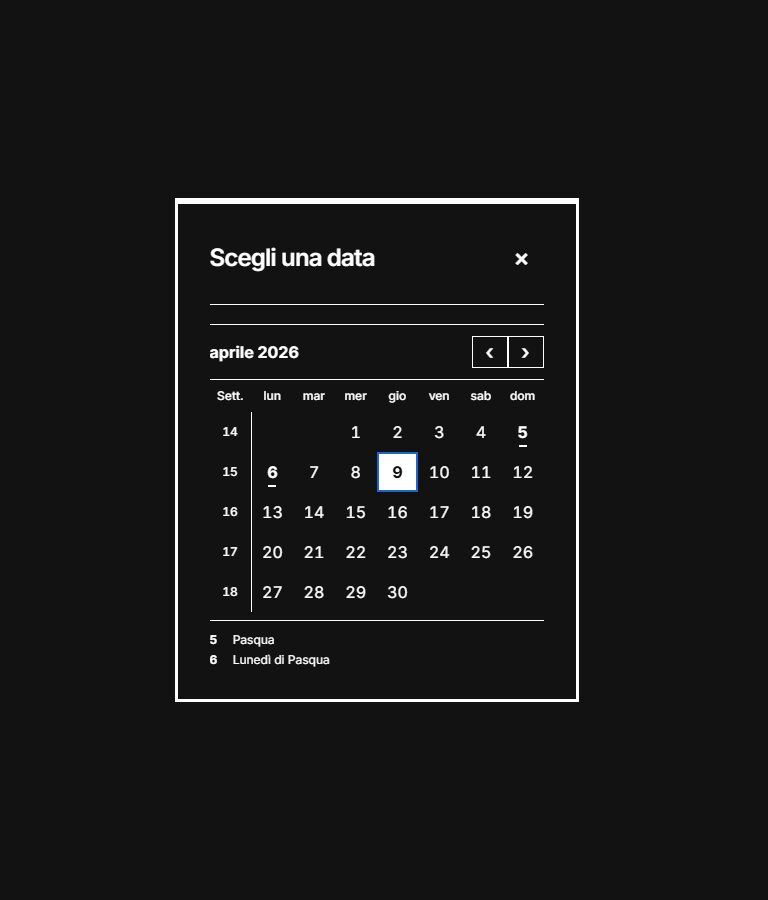 Scegli una data ×
aprile 2026 ‹ ›
Sett. lun mar mer gio ven sab dom
14 1 2 3 4 5
15 6 7 8 9 10 11 12
16 13 14 15 16 17 18 19
17 20 21 22 23 24 25 26
18 27 28 29 30
5 Pasqua
6 Lunedì di Pasqua